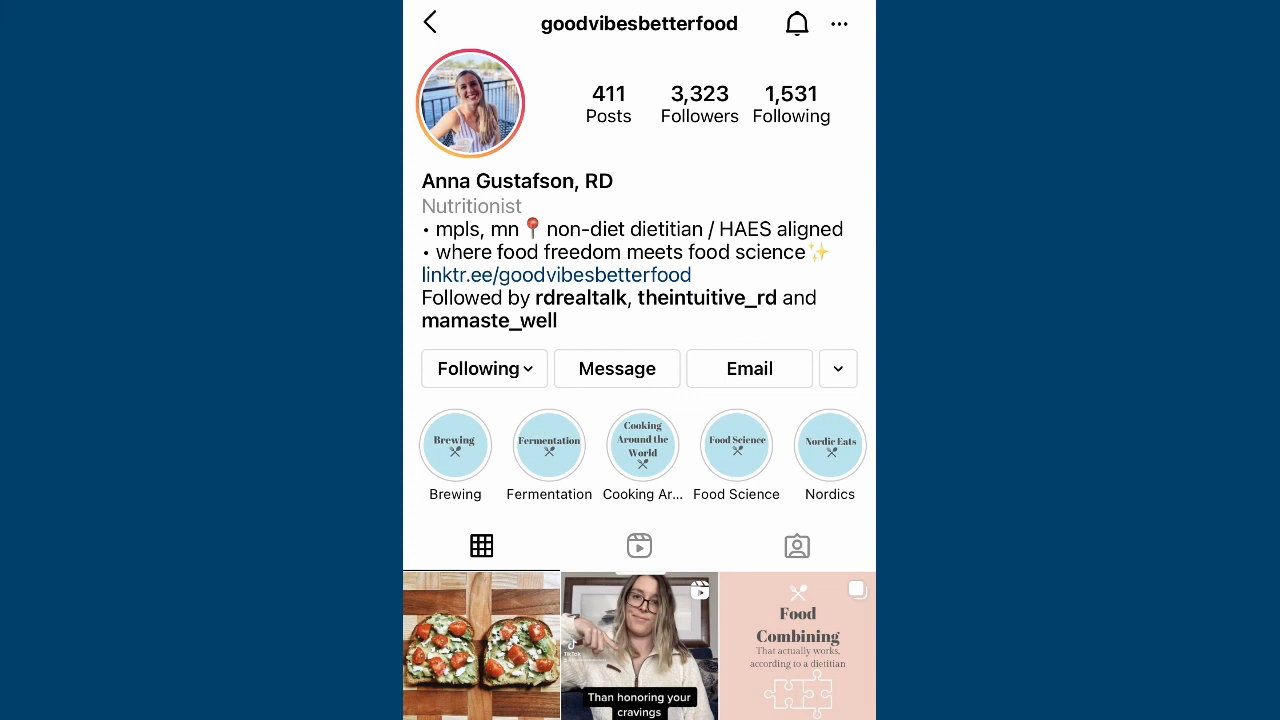 goodvibesbetterfood
411
3,323
1,531
Posts
Followers
Following
Anna Gustafson, RD
Nutritionist
• mpls, mn📍non-diet dietitian / HAES aligned
• where food freedom meets food science✨
linktr.ee/goodvibesbetterfood
Followed by rdrealtalk, theintuitive_rd and
mamaste_well
Following
Message
Email
Brewing
Fermentation
Cooking
Around the
World
Food Science
Nordic Eats
Brewing
Fermentation
Cooking Ar...
Food Science
Nordics
TikTok
Than honoring your
cravings
Food
Combining
That actually works,
according to a dietitian